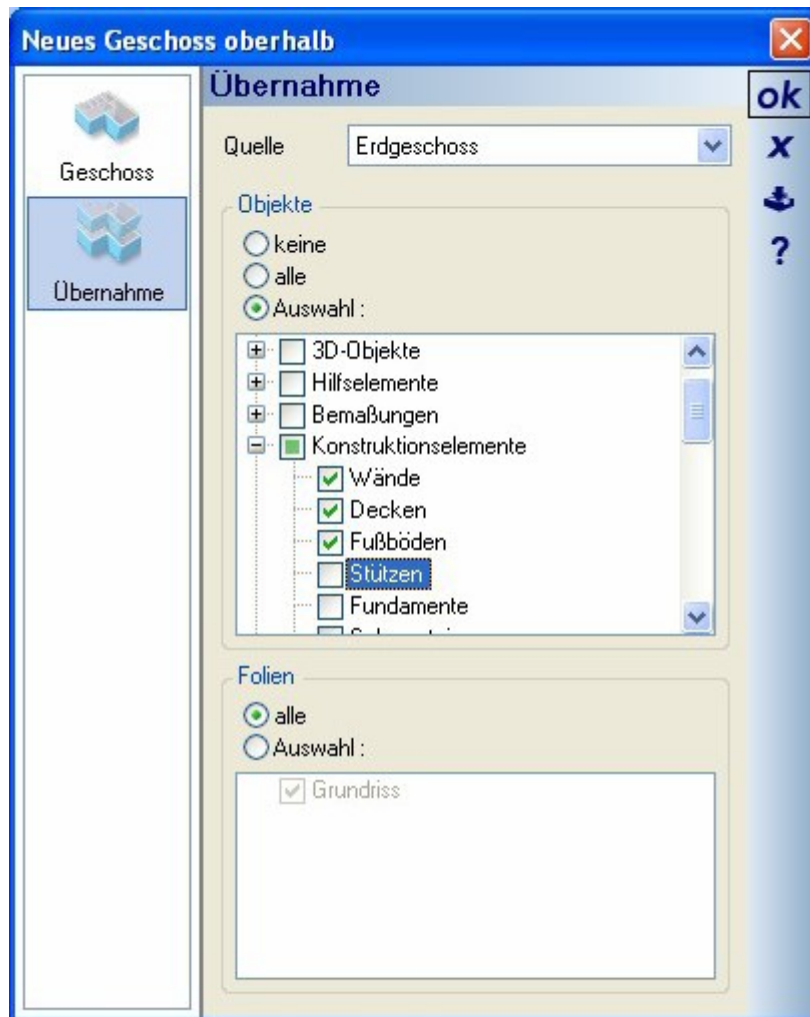 Neues Geschoss oberhalb
Geschoss
Übernahme
Übernahme
ok
x
?
Quelle Erdgeschoss
Objekte
keine
alle
Auswahl :
3D-Objekte
Hilfselemente
Bemaßungen
Konstruktionselemente
Wände
Decken
Fußböden
Stützen
Fundamente
Folien
alle
Auswahl :
Grundriss